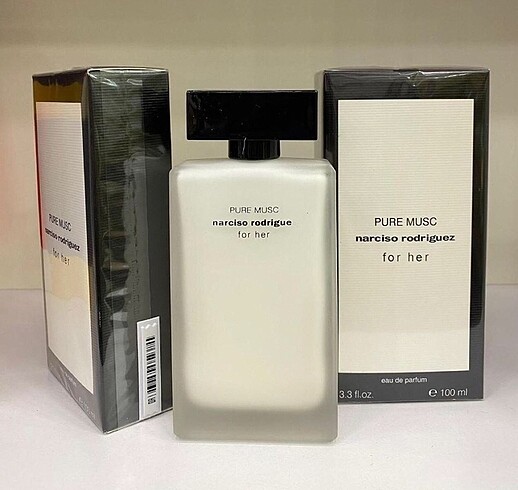 PURE MUSC
narciso rodriguez
for her
PURE MUSC
narciso rodrigue
for her
PURE MUSC
narciso rodriguez
for her
eau de parfum
3.3 fl.oz. e 100 ml